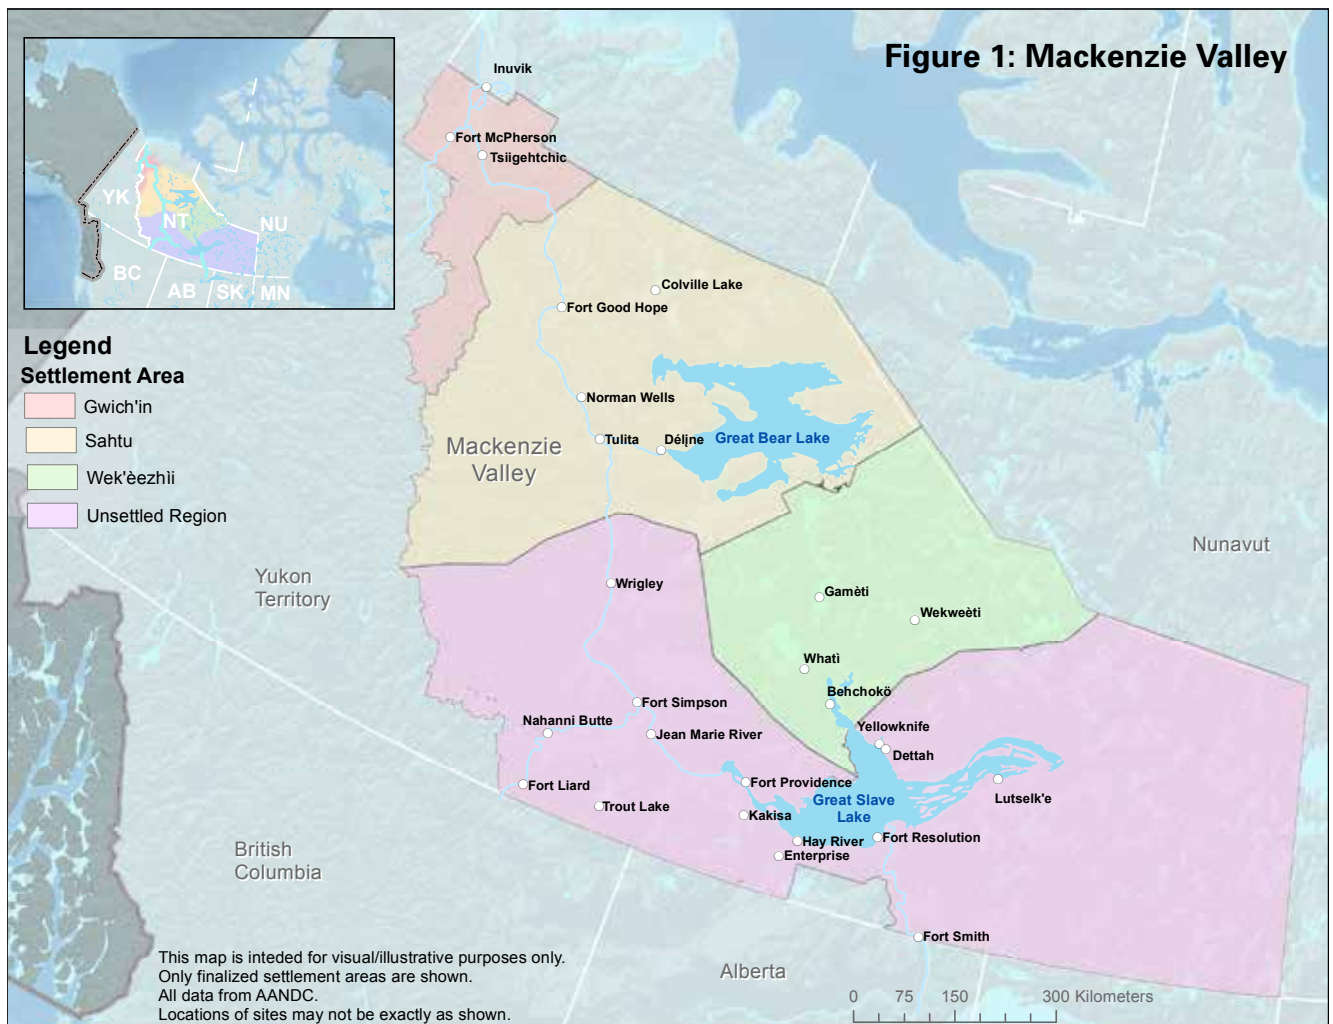 Figure 1: Mackenzie Valley
YK
NT
NU
BC
AB
SK
MN
Legend
Settlement Area
Gwich'in
Sahtu
Wek'èezhìi
Unsettled Region
Inuvik
Fort McPherson
Tsiigehtchic
Colville Lake
Fort Good Hope
Norman Wells
Mackenzie
Valley
Tulita
Délįne
Great Bear Lake
Nunavut
Yukon
Territory
Wrigley
Gamèti
Wekweèti
Whatì
Behchokö
Fort Simpson
Nahanni Butte
Jean Marie River
Yellowknife
Dettah
Fort Liard
Fort Providence
Lutselk'e
Trout Lake
Great Slave
Lake
Kakisa
Hay River
Fort Resolution
Enterprise
British
Columbia
Fort Smith
Alberta
This map is inteded for visual/illustrative purposes only.
Only finalized settlement areas are shown.
All data from AANDC.
Locations of sites may not be exactly as shown.
0 75 150 300 Kilometers